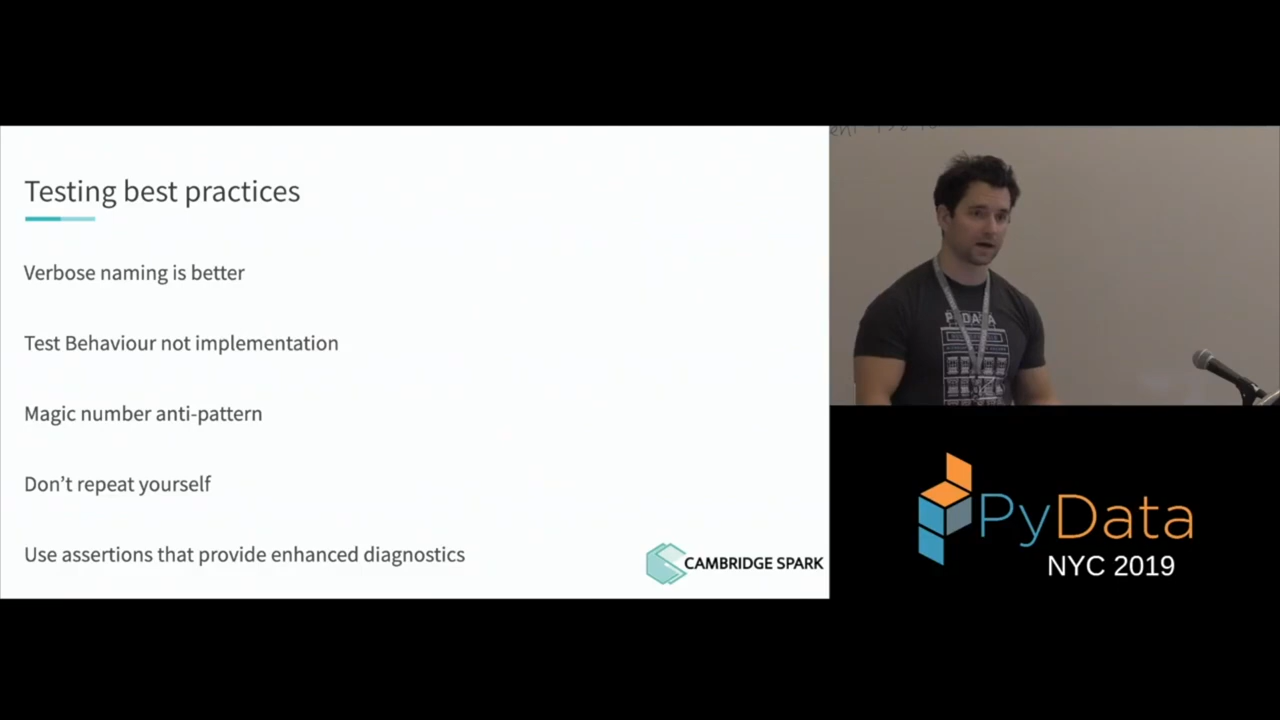 Testing best practices
Verbose naming is better
Test Behaviour not implementation
Magic number anti-pattern
Don't repeat yourself
Use assertions that provide enhanced diagnostics
CAMBRIDGE SPARK
PYDATA
PyData
NYC 2019